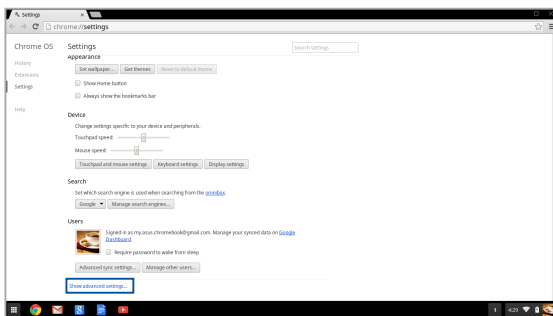 Settings
chrome://settings
Chrome OS
Settings
Search settings
History
Extensions
Settings
Help
Appearance
Set wallpaper... Get themes Reset to default theme
Show Home button
Always show the bookmarks bar
Device
Change settings specific to your device and peripherals.
Touchpad speed:
Mouse speed:
Touchpad and mouse settings Keyboard settings Display settings
Search
Set which search engine is used when searching from the omnibox.
Google Manage search engines...
Users
Signed in as my.asus.chromebook@gmail.com. Manage your synced data on Google
Dashboard.
Require password to wake from sleep
Advanced sync settings... Manage other users...
Show advanced settings...
8
1 4:29